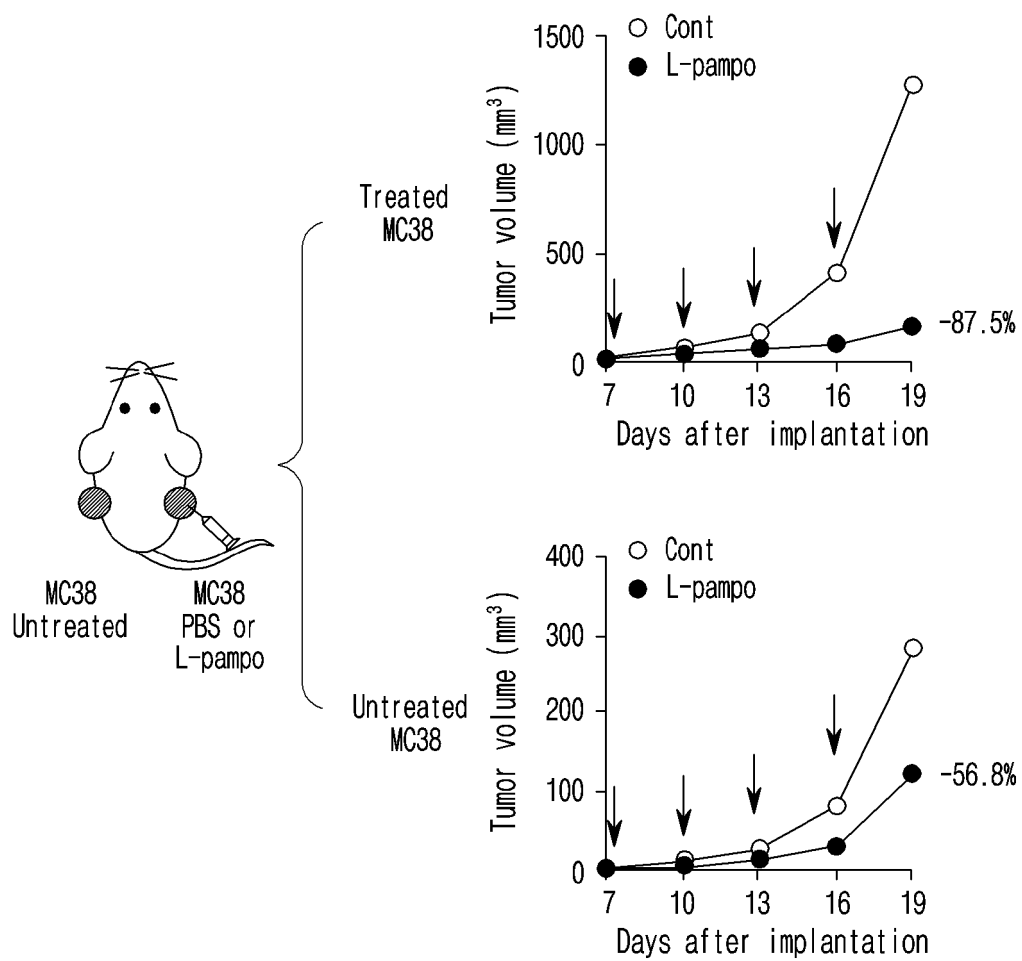 Treated
MC38
Tumor volume (mm³)
1500
1000
500
0
Cont
L-pampo
-87.5%
7 10 13 16 19
Days after implantation
MC38
Untreated
MC38
PBS or
L-pampo
Untreated
MC38
Tumor volume (mm³)
400
300
200
100
0
Cont
L-pampo
-56.8%
7 10 13 16 19
Days after implantation